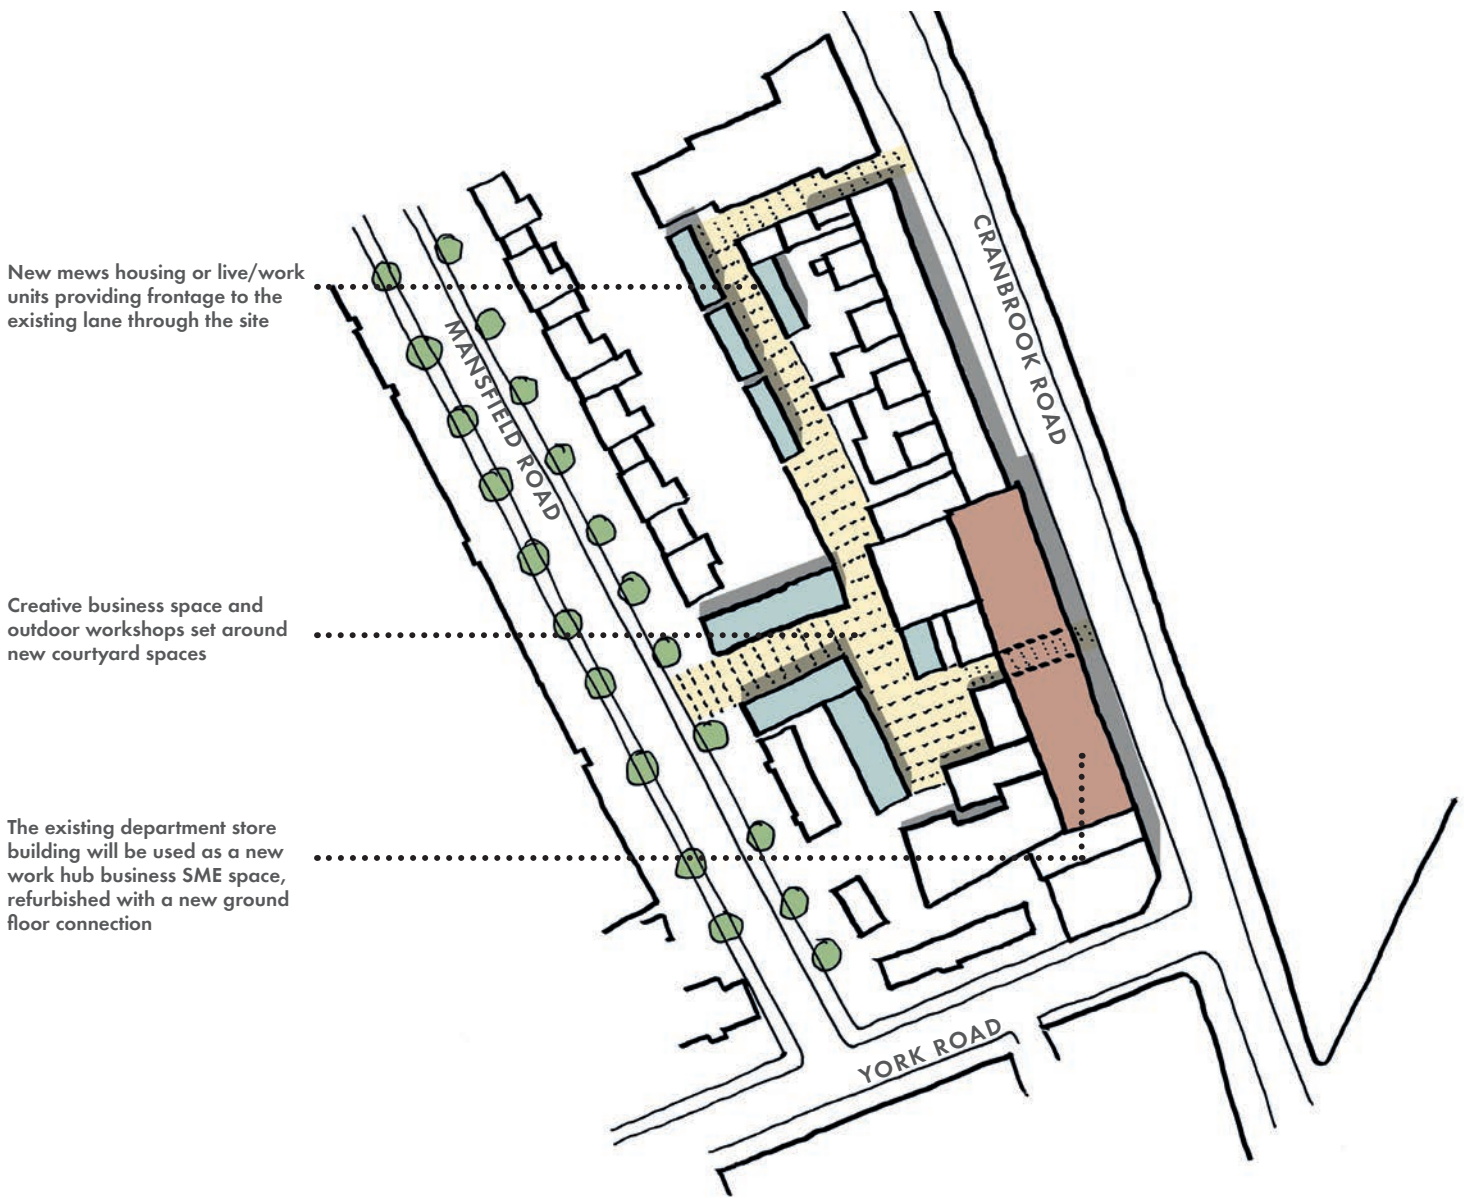 New mews housing or live/work
units providing frontage to the
existing lane through the site
Creative business space and
outdoor workshops set around
new courtyard spaces
The existing department store
building will be used as a new
work hub business SME space,
refurbished with a new ground
floor connection
MANSFIELD ROAD
CRANBROOK ROAD
YORK ROAD